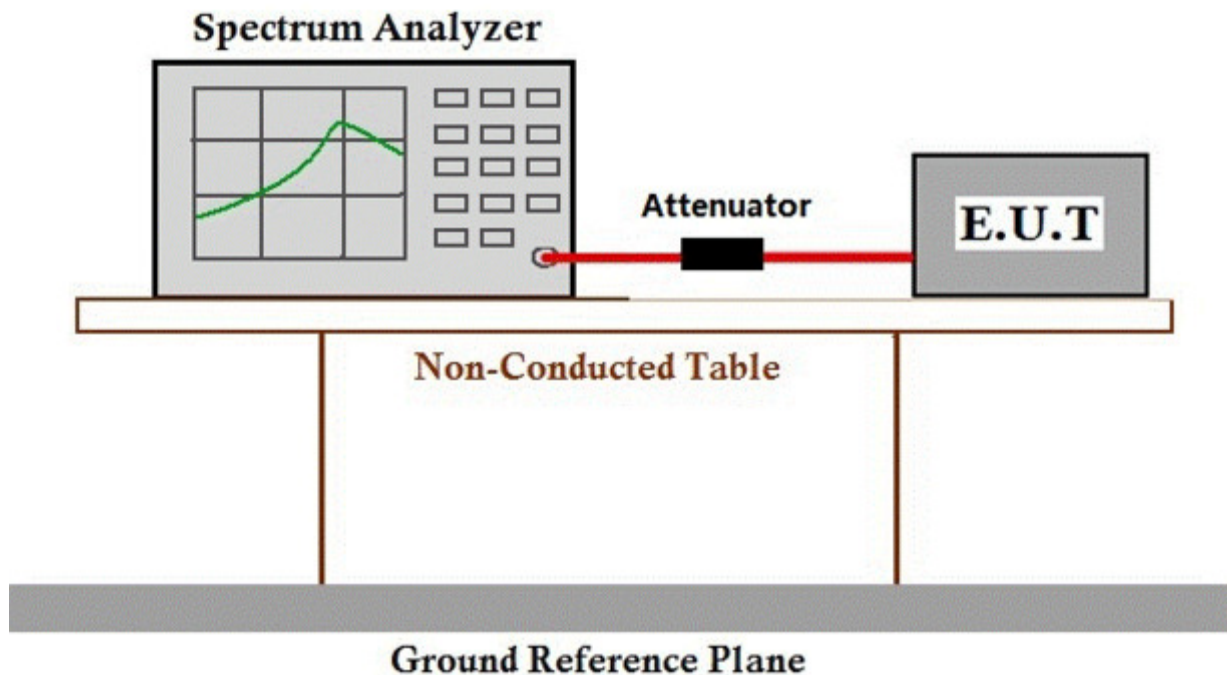 Spectrum Analyzer
Attenuator
E.U.T
Non-Conducted Table
Ground Reference Plane